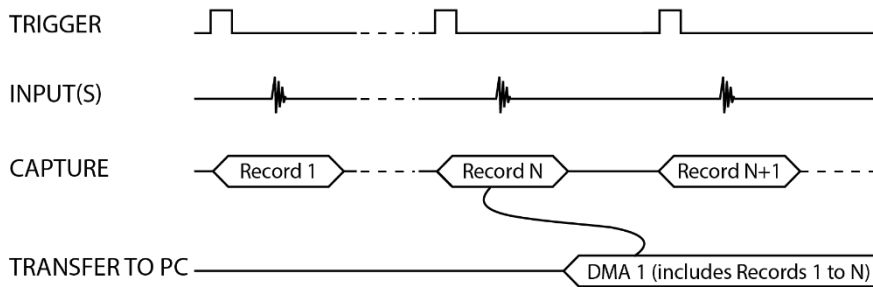 TRIGGER
INPUT(S)
CAPTURE
Record 1
Record N
Record N+1
TRANSFER TO PC
DMA 1 (includes Records 1 to N)